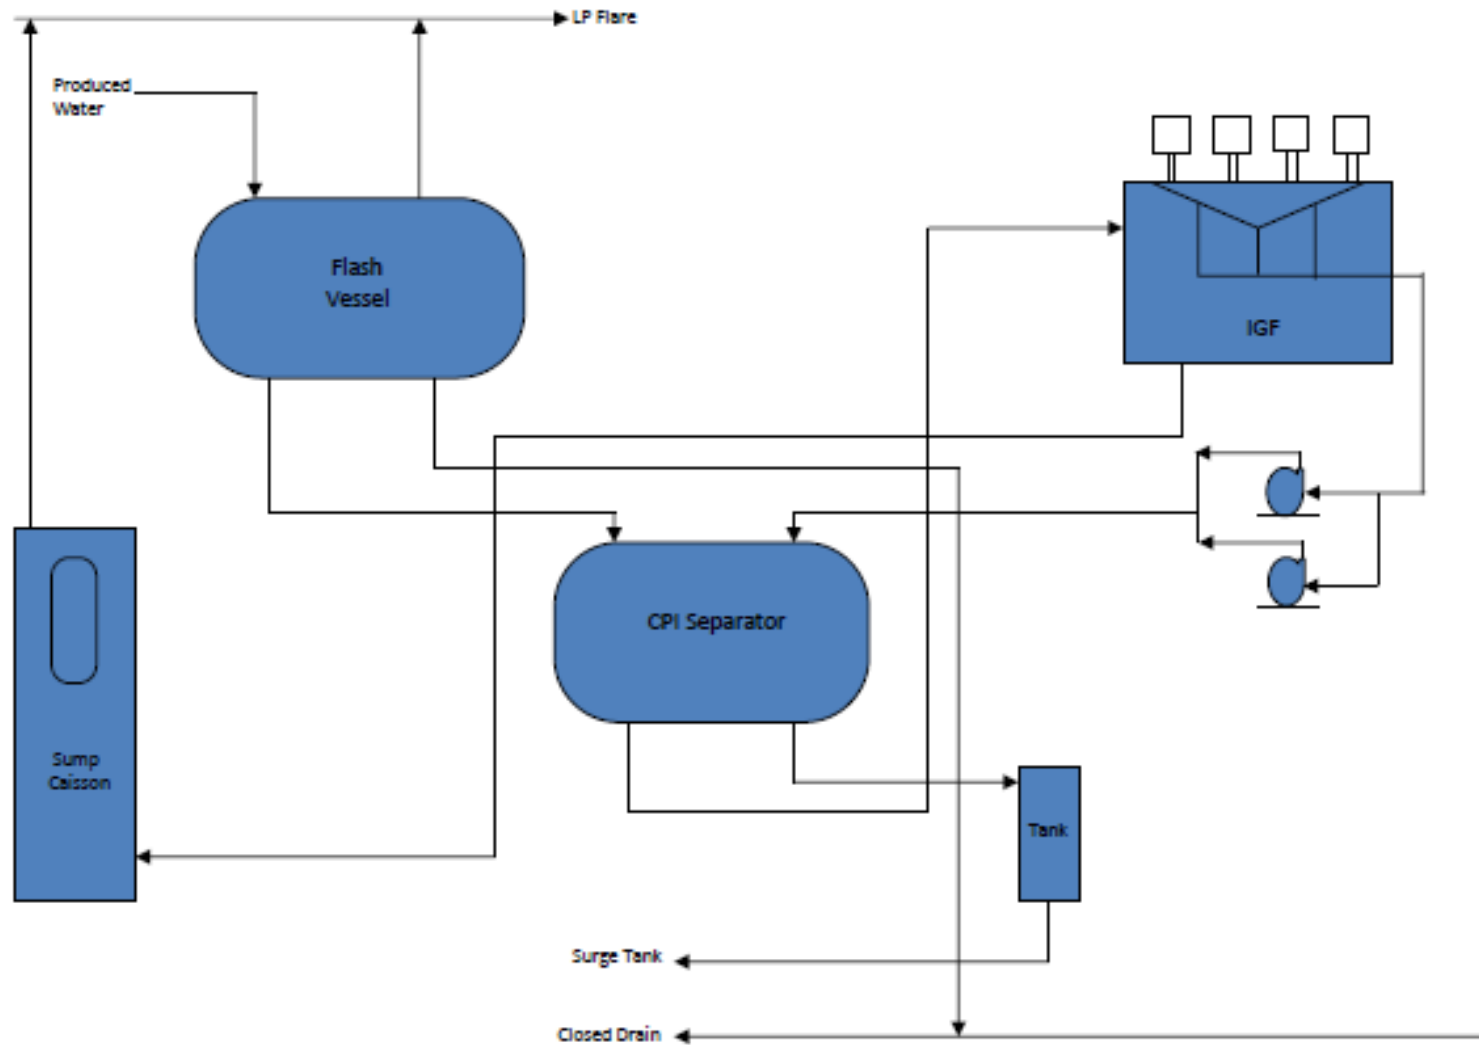 LP Flare
Produced
Water
Flash
Vessel
IGF
CPI Separator
Sump
Caisson
Tank
Surge Tank
Closed Drain